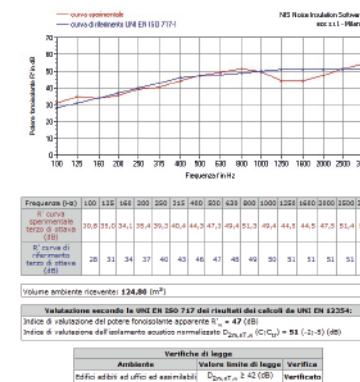 curva sperimentale
curva di riferimento UNI EN ISO 717-1
NIS Noise Insulation Softwar
Potere fonoisolante R' in dB
70
60
50
40
30
20
10
0
100 125 160 200 250 315 400 500 630 800 1000 1250 1600 2000 2500
Frequenza f in Hz
Frequenza (Hz) 100 125 160 200 250 315 400 500 630 800 1000 1250 1600 2000 2500
R' curva
sperimentale
terzo di ottava
(dB)
30,8 35,0 34,1 35,4 39,3 40,4 44,3 47,3 49,4 51,3 49,4 44,5 44,5 47,5 51,4
R' curva di
riferimento
terzo di ottava
(dB)
28 31 34 37 40 43 46 47 48 49 50 51 51 51 51
Volume ambiente ricevente: 124,80 (m³)
Valutazione secondo la UNI EN ISO 717 dei risultati dei calcoli da UNI EN 12354:
Indice di valutazione del potere fonoisolante apparente R'w = 47 (dB)
Indice di valutazione dell'isolamento acustico normalizzato D2m,nT,w (C;Ctr) = 51 (-2;-5) (dB)
Verifiche di legge
Ambiente Valore limite di legge Verifica
Edifici adibiti ad uffici ed assimilabili D2m,nT,w ≥ 42 (dB) Verificato